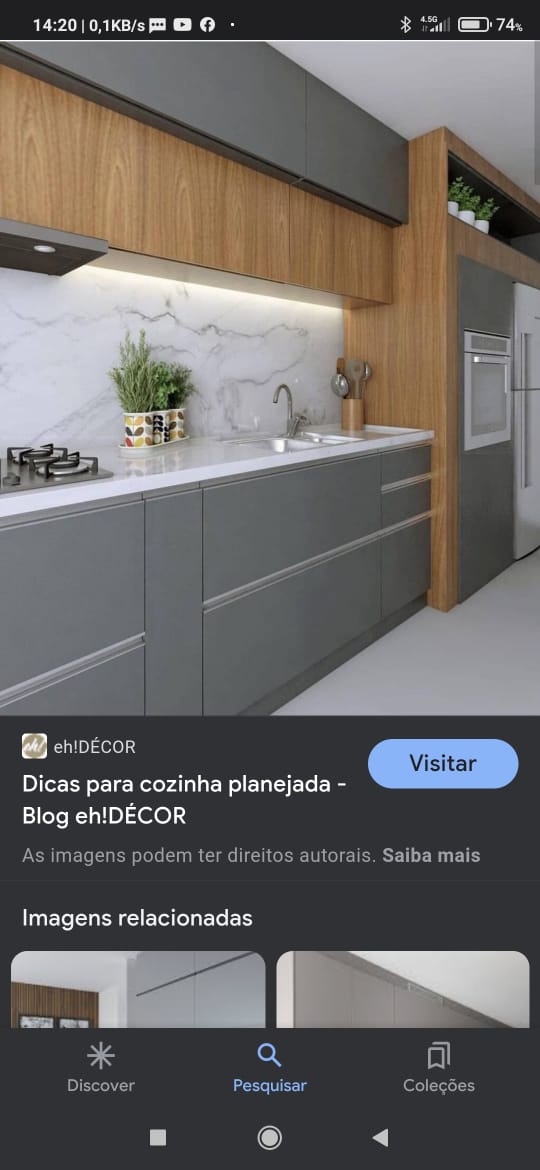 14:20 | 0,1KB/s
4.5G
74%
eh!DÉCOR
Visitar
Dicas para cozinha planejada -
Blog eh!DÉCOR
As imagens podem ter direitos autorais. Saiba mais
Imagens relacionadas
Discover
Pesquisar
Coleções